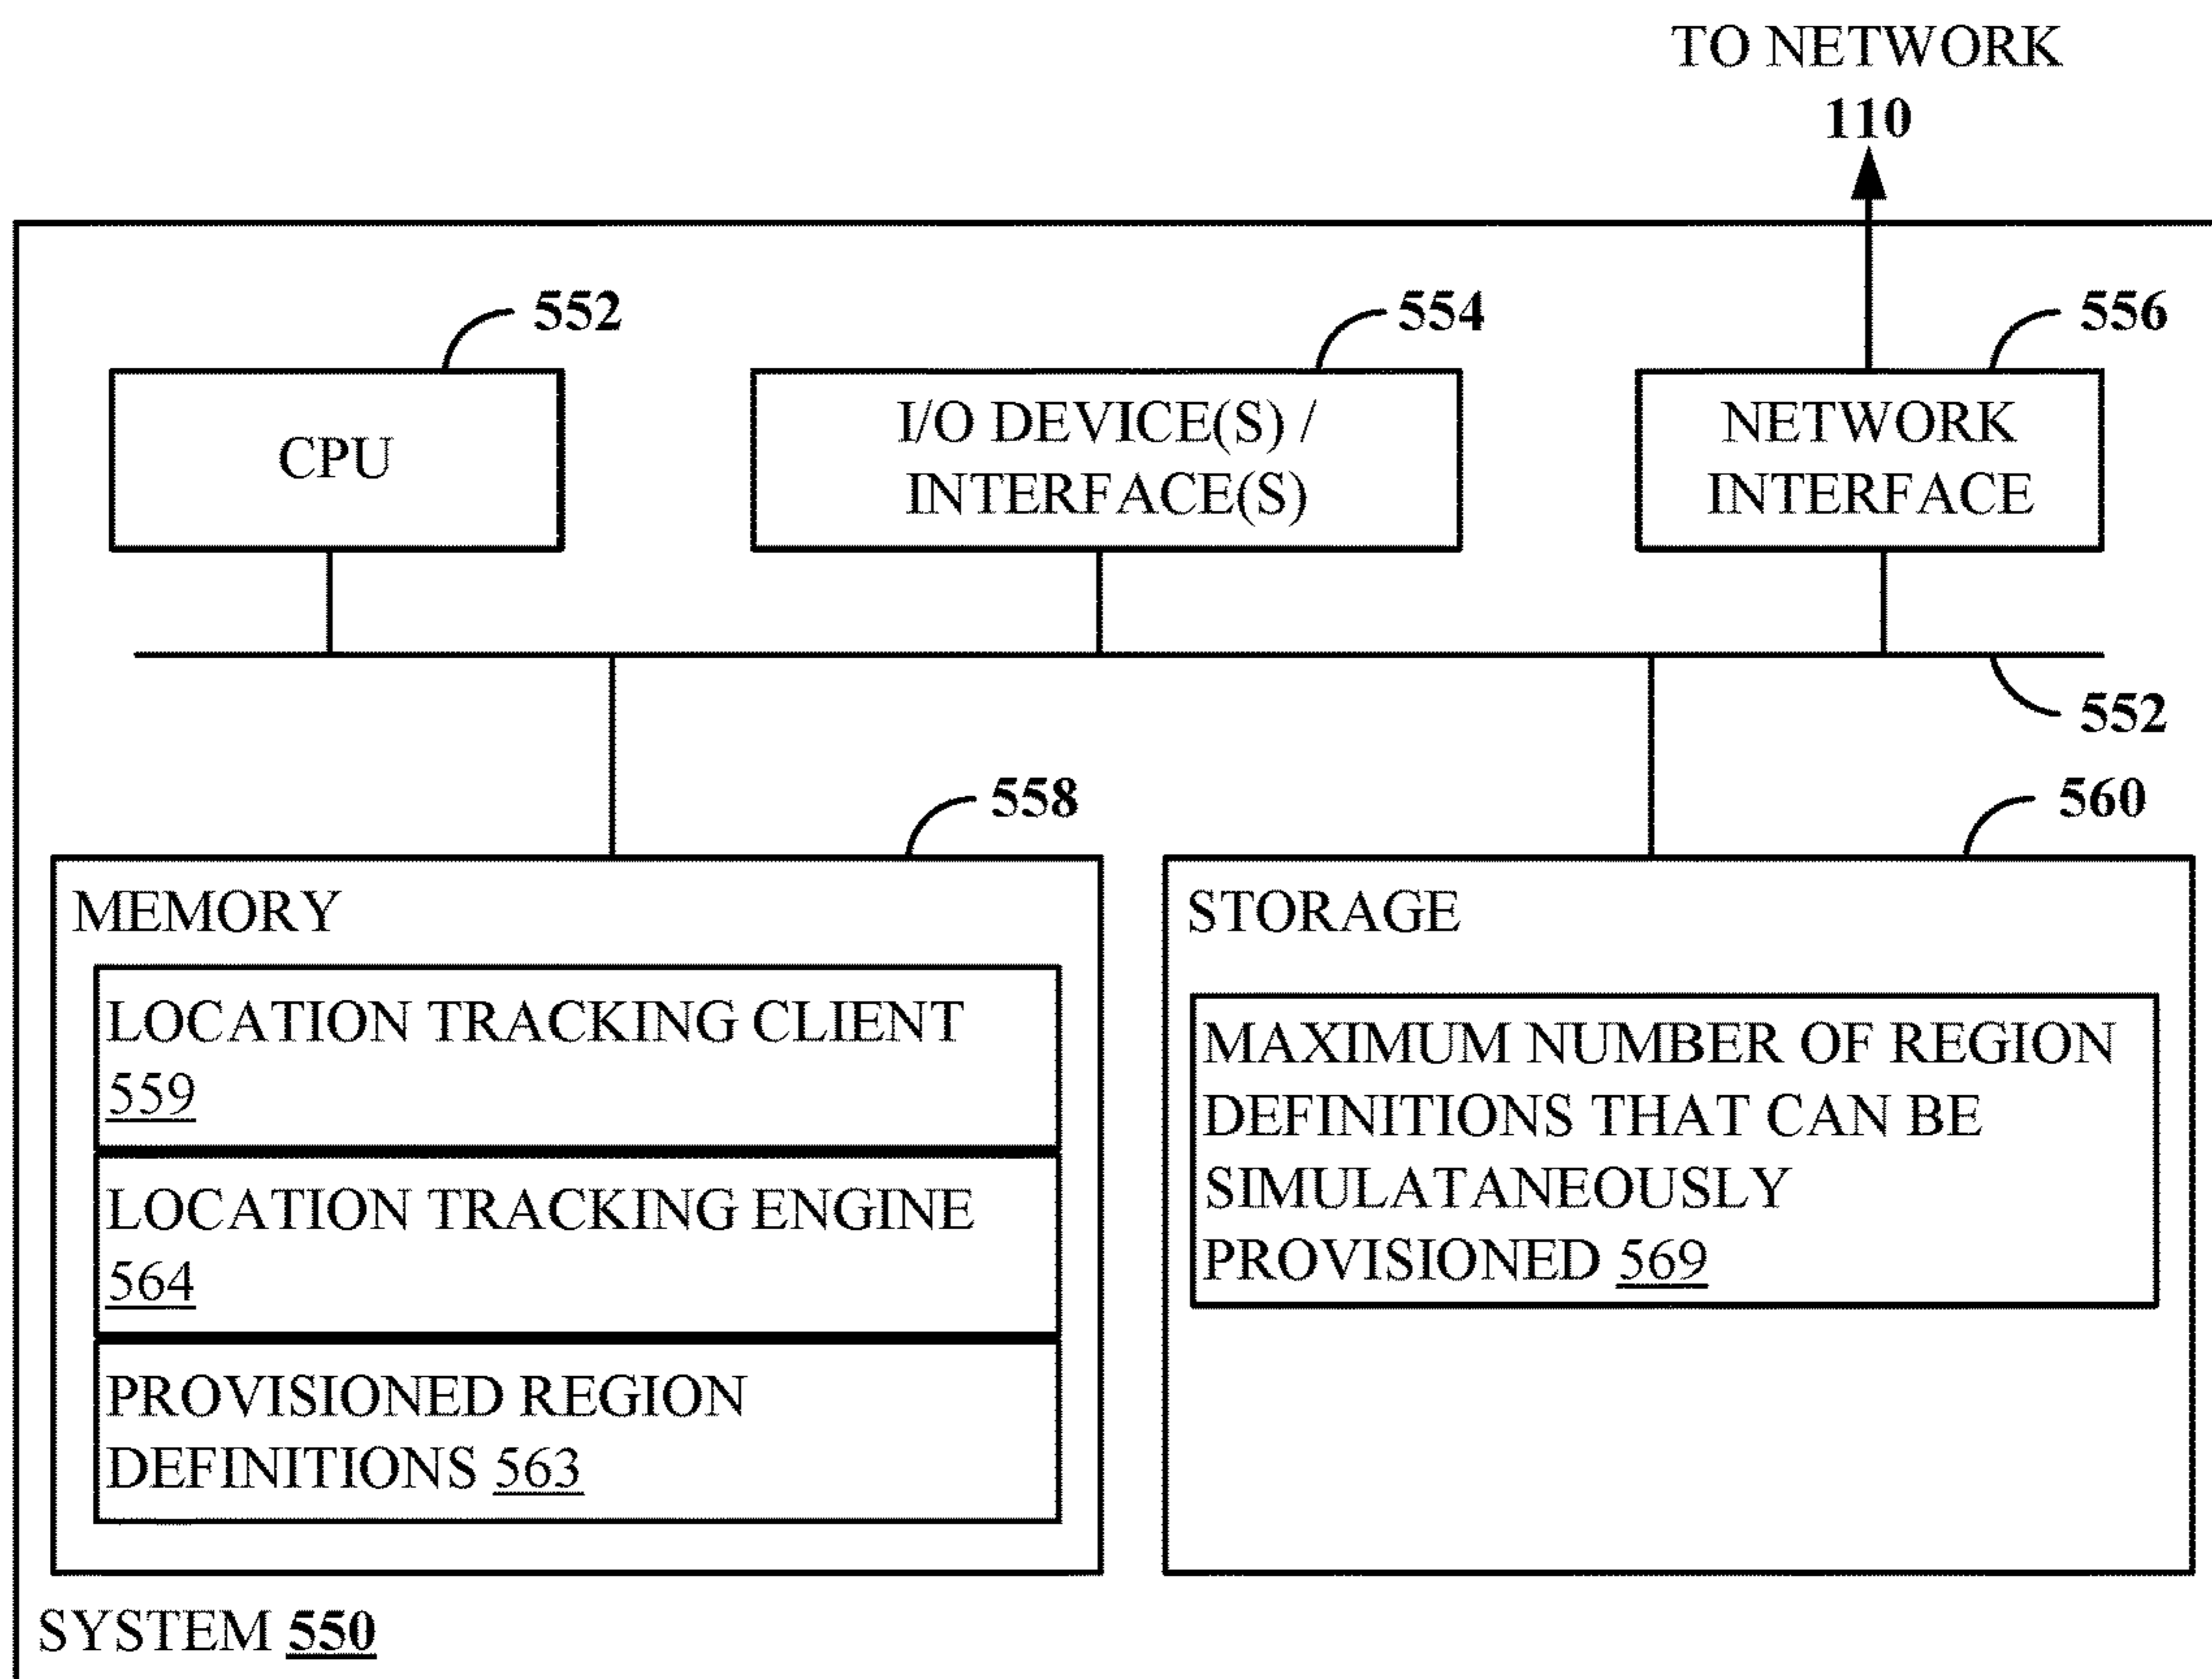 TO NETWORK
110
552
554
556
CPU
I/O DEVICE(S) /
INTERFACE(S)
NETWORK
INTERFACE
552
558
560
MEMORY
LOCATION TRACKING CLIENT
559
LOCATION TRACKING ENGINE
564
PROVISIONED REGION
DEFINITIONS 563
STORAGE
MAXIMUM NUMBER OF REGION
DEFINITIONS THAT CAN BE
SIMULATANEOUSLY
PROVISIONED 569
SYSTEM 550